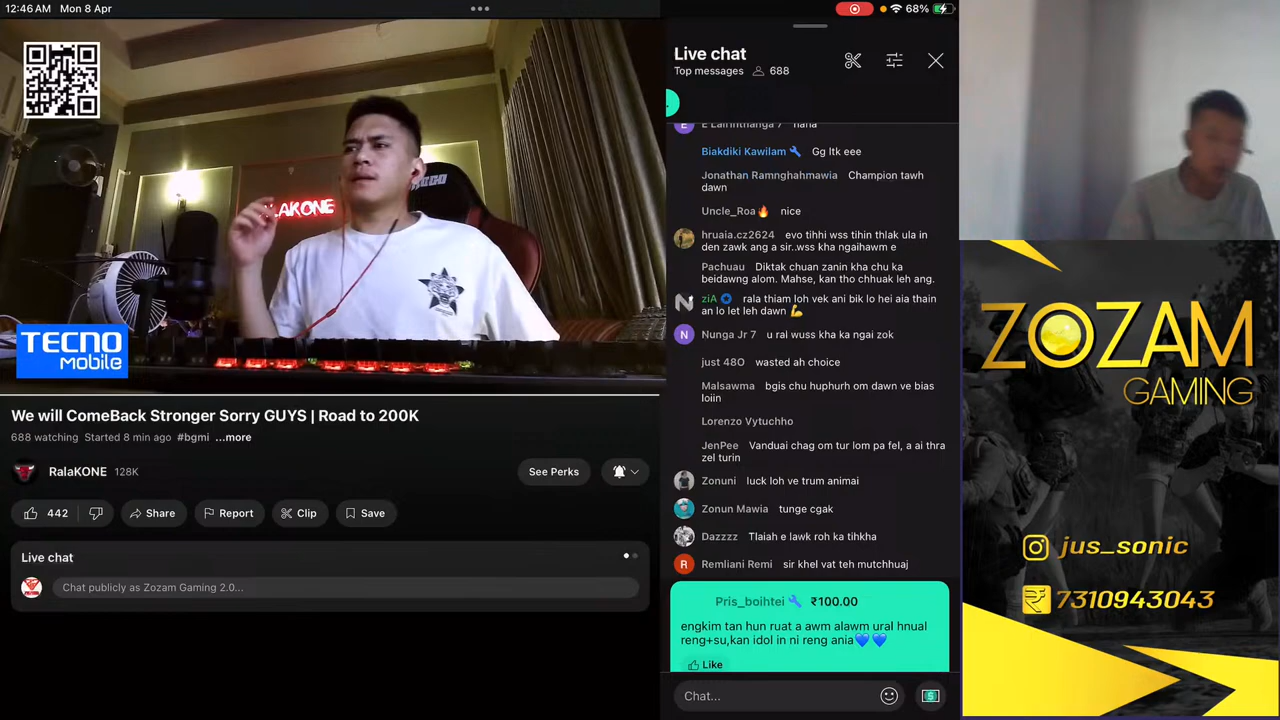 12:46 AM Mon 8 Apr
68%
TECNO
mobile
We will ComeBack Stronger Sorry GUYS | Road to 200K
688 watching Started 8 min ago #bgmi ...more
RalaKONE 128K
See Perks
442
Share
Report
Clip
Save
Live chat
Chat publicly as Zozam Gaming 2.0...
Live chat
Top messages 688
Biakdiki Kawilam Gg ltk eee
Jonathan Ramnghahmawia Champion tawh
dawn
Uncle_Roa🔥 nice
hruaia.cz2624 evo tihhi wss tihin thlak ula in
den zawk ang a sir..wss kha ngaihawm e
Pachuau Diktak chuan zanin kha chu ka
beidawng alom. Mahse, kan tho chhuak leh ang.
ziA rala thiam loh vek ani bik lo hei aia thain
an lo let leh dawn 💪
N Nunga Jr 7 u rai wuss kha ka ngai zok
just 48O wasted ah choice
Malsawma bgis chu huphurh om dawn ve bias
loiin
Lorenzo Vytuchho
JenPee Vanduai chag om tur lom pa fel, a ai thra
zel turin
Zonuni luck loh ve trum animai
Zonun Mawia tunge cgak
Dazzzz Tlaiah e lawk roh ka tihkha
R Remliani Remi sir khel vat teh mutchhuaj
Pris_boihtei ₹100.00
engkim tan hun ruat a awm alawm ural hnual
reng+su,kan idol in ni reng ania💙💙
Like
Chat...
ZOZAM
GAMING
jus_sonic
7310943043